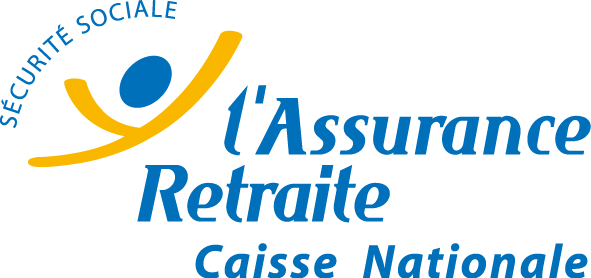 SÉCURITÉ SOCIALE
l'Assurance
Retraite
Caisse Nationale